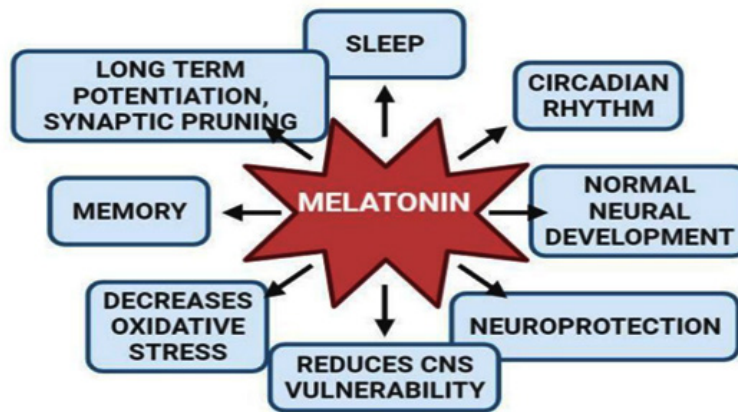 SLEEP
LONG TERM
POTENTIATION,
SYNAPTIC PRUNING
CIRCADIAN
RHYTHM
MELATONIN
MEMORY
NORMAL
NEURAL
DEVELOPMENT
DECREASES
OXIDATIVE
STRESS
NEUROPROTECTION
REDUCES CNS
VULNERABILITY